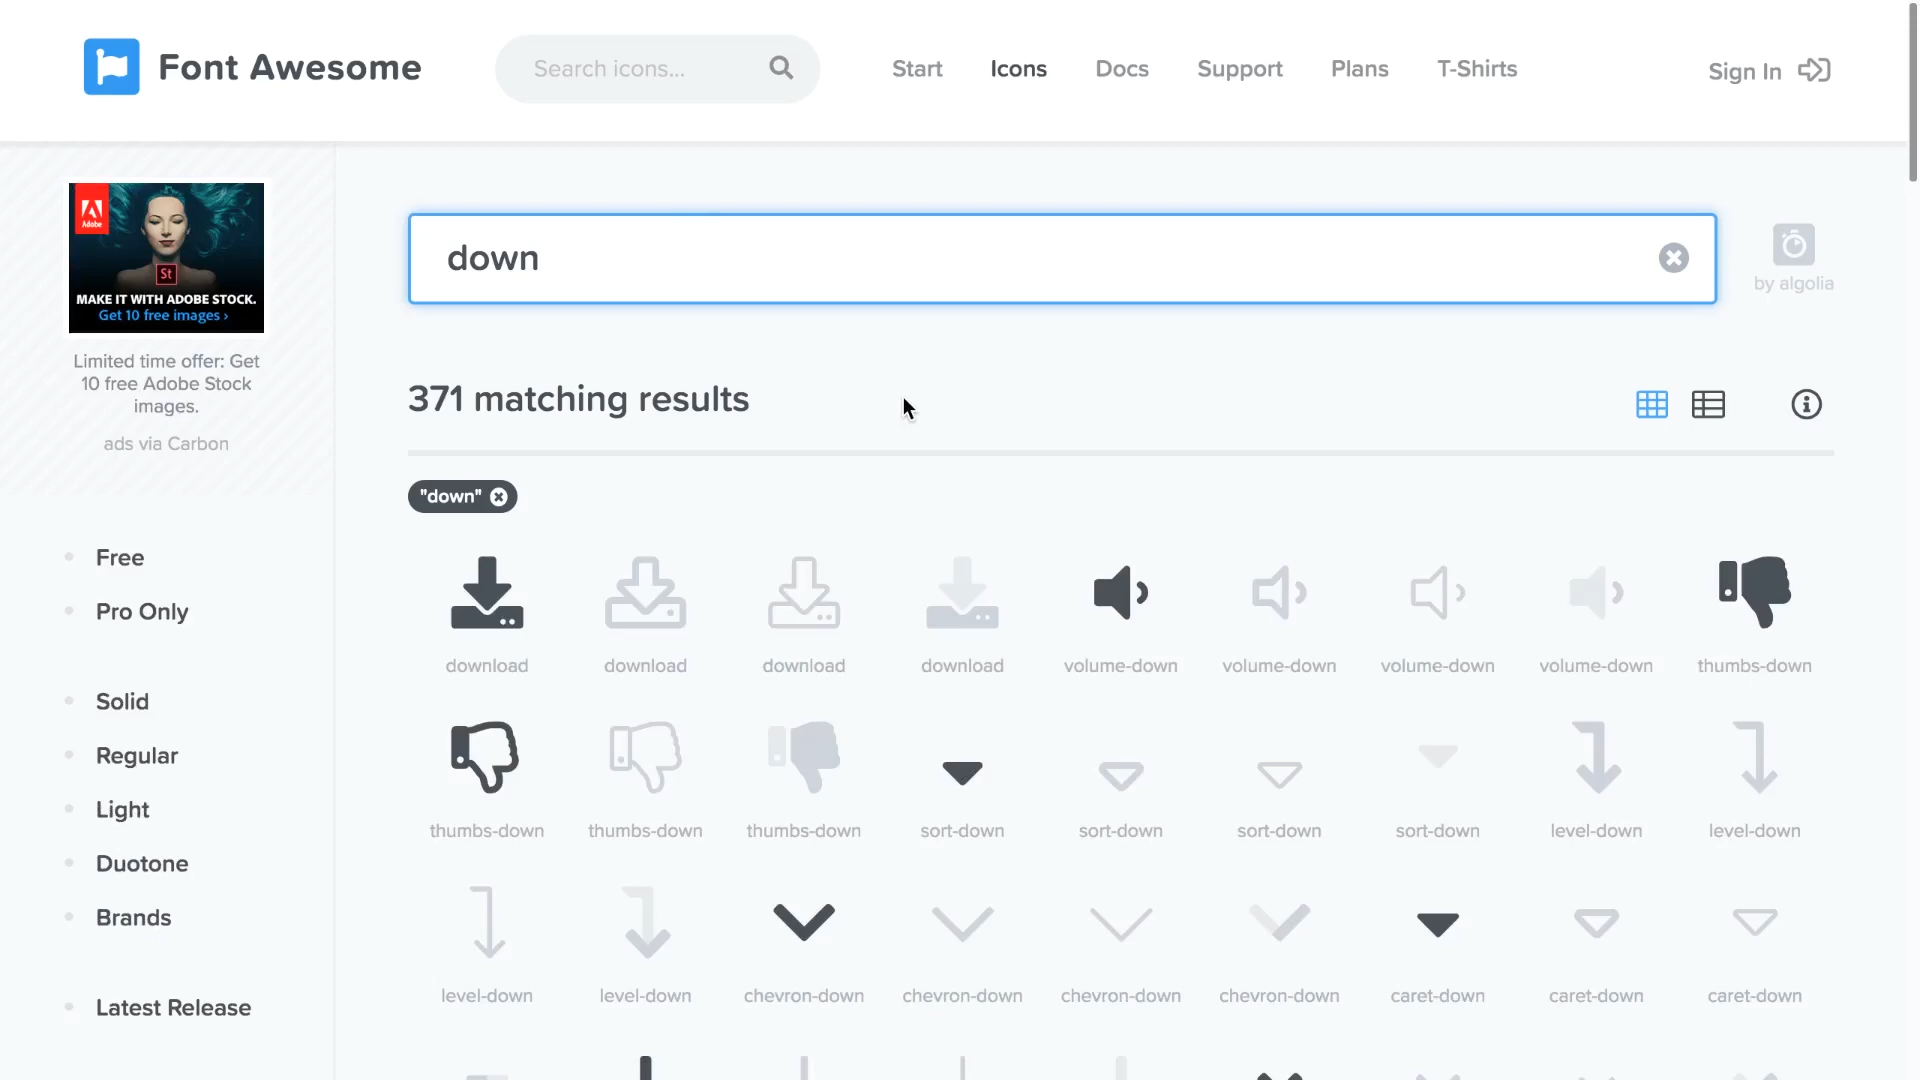 Font Awesome
Search icons...
Start Icons Docs Support Plans T-Shirts
Sign In
Adobe
St
MAKE IT WITH ADOBE STOCK.
Get 10 free images ›
Limited time offer: Get
10 free Adobe Stock
images.
ads via Carbon
Free
Pro Only
Solid
Regular
Light
Duotone
Brands
Latest Release
down
by algolia
371 matching results
"down"
download download download download volume-down volume-down volume-down volume-down thumbs-down
thumbs-down thumbs-down thumbs-down sort-down sort-down sort-down sort-down level-down level-down
level-down level-down chevron-down chevron-down chevron-down chevron-down caret-down caret-down caret-down